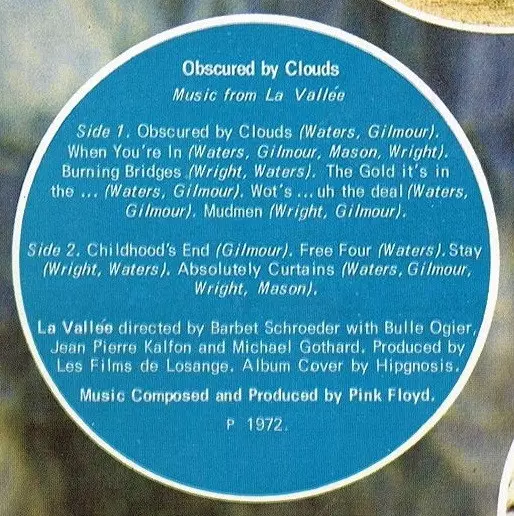 Obscured by Clouds
Music from La Vallée
Side 1. Obscured by Clouds (Waters, Gilmour).
When You're In (Waters, Gilmour, Mason, Wright).
Burning Bridges (Wright, Waters). The Gold it's in
the ... (Waters, Gilmour). Wot's ... uh the deal (Waters,
Gilmour). Mudmen (Wright, Gilmour).
Side 2. Childhood's End (Gilmour). Free Four (Waters). Stay
(Wright, Waters). Absolutely Curtains (Waters, Gilmour,
Wright, Mason).
La Vallée directed by Barbet Schroeder with Bulle Ogier,
Jean Pierre Kalfon and Michael Gothard. Produced by
Les Films de Losange. Album Cover by Hipgnosis.
Music Composed and Produced by Pink Floyd.
P 1972.